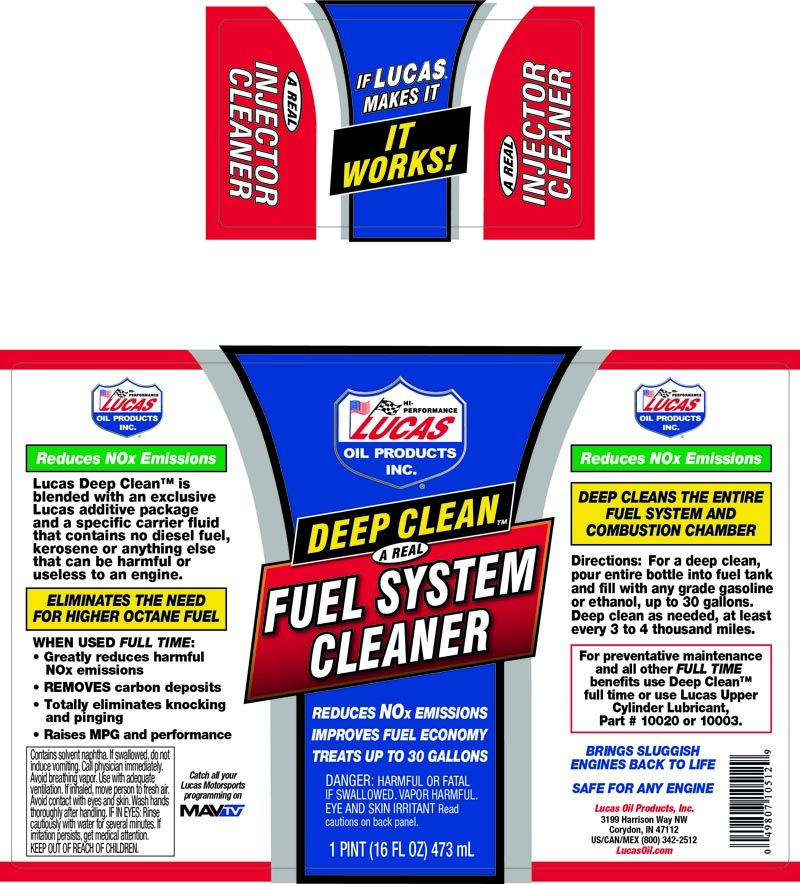 A REAL
INJECTOR
CLEANER
IF LUCAS®
MAKES IT
IT
WORKS!
A REAL
INJECTOR
CLEANER
HI-
PERFORMANCE
LUCAS
OIL PRODUCTS
INC.
®
Reduces NOx Emissions
Lucas Deep Clean™ is
blended with an exclusive
Lucas additive package
and a specific carrier fluid
that contains no diesel fuel,
kerosene or anything else
that can be harmful or
useless to an engine.
ELIMINATES THE NEED
FOR HIGHER OCTANE FUEL
WHEN USED FULL TIME:
• Greatly reduces harmful
NOx emissions
• REMOVES carbon deposits
• Totally eliminates knocking
and pinging
• Raises MPG and performance
Contains solvent naphtha. If swallowed, do not
induce vomiting. Call physician immediately.
Avoid breathing vapor. Use with adequate
ventilation. If inhaled, move person to fresh air.
Avoid contact with eyes and skin. Wash hands
thoroughly after handling. IF IN EYES: Rinse
cautiously with water for several minutes. If
irritation persists, get medical attention.
KEEP OUT OF REACH OF CHILDREN.
Catch all your
Lucas Motorsports
programming on
MAVTV
HI-
PERFORMANCE
LUCAS
OIL PRODUCTS
INC.
®
DEEP CLEAN™
A REAL
FUEL SYSTEM
CLEANER
REDUCES NOx EMISSIONS
IMPROVES FUEL ECONOMY
TREATS UP TO 30 GALLONS
DANGER: HARMFUL OR FATAL
IF SWALLOWED. VAPOR HARMFUL.
EYE AND SKIN IRRITANT Read
cautions on back panel.
1 PINT (16 FL OZ) 473 mL
HI-
PERFORMANCE
LUCAS
OIL PRODUCTS
INC.
®
Reduces NOx Emissions
DEEP CLEANS THE ENTIRE
FUEL SYSTEM AND
COMBUSTION CHAMBER
Directions: For a deep clean,
pour entire bottle into fuel tank
and fill with any grade gasoline
or ethanol, up to 30 gallons.
Deep clean as needed, at least
every 3 to 4 thousand miles.
For preventative maintenance
and all other FULL TIME
benefits use Deep Clean™
full time or use Lucas Upper
Cylinder Lubricant,
Part # 10020 or 10003.
BRINGS SLUGGISH
ENGINES BACK TO LIFE
SAFE FOR ANY ENGINE
Lucas Oil Products, Inc.
3199 Harrison Way NW
Corydon, IN 47112
US/CAN/MEX (800) 342-2512
LucasOil.com
0 49807 10512 9